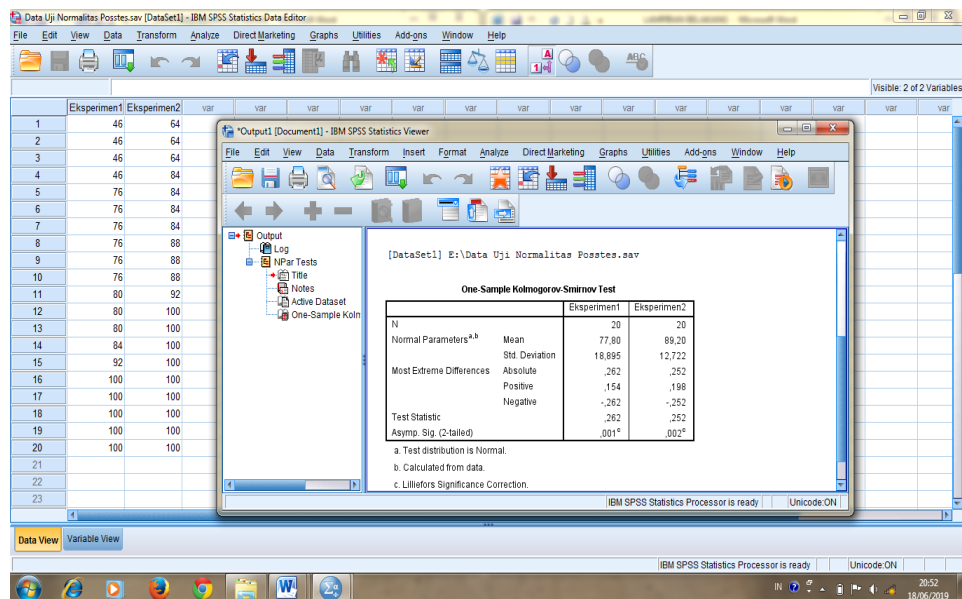 Data Uji Normalitas Posstes.sav [DataSet1] - IBM SPSS Statistics Data Editor
File Edit View Data Transform Analyze Direct Marketing Graphs Utilities Add-ons Window Help
Visible: 2 of 2 Variables
Eksperimen1 Eksperimen2 var var var var var var var var var var var var var var
1 46 64
2 46 64
3 46 64
4 46 84
5 76 84
6 76 84
7 76 84
8 76 88
9 76 88
10 76 88
11 80 92
12 80 100
13 80 100
14 84 100
15 92 100
16 100 100
17 100 100
18 100 100
19 100 100
20 100 100
21
22
23
*Output1 [Document1] - IBM SPSS Statistics Viewer
File Edit View Data Transform Insert Format Analyze Direct Marketing Graphs Utilities Add-ons Window Help
Output
Log
NPar Tests
Title
Notes
Active Dataset
One-Sample Kolm
[DataSet1] E:\Data Uji Normalitas Posstes.sav
One-Sample Kolmogorov-Smirnov Test
Eksperimen1 Eksperimen2
N 20 20
Normal Parameters a,b Mean 77,80 89,20
Std. Deviation 18,895 12,722
Most Extreme Differences Absolute ,262 ,252
Positive ,154 ,198
Negative -,262 -,252
Test Statistic ,262 ,252
Asymp. Sig. (2-tailed) ,001c ,002c
a. Test distribution is Normal.
b. Calculated from data.
c. Lilliefors Significance Correction.
IBM SPSS Statistics Processor is ready Unicode:ON
Data View Variable View
IBM SPSS Statistics Processor is ready Unicode:ON
IN 20:52
18/06/2019